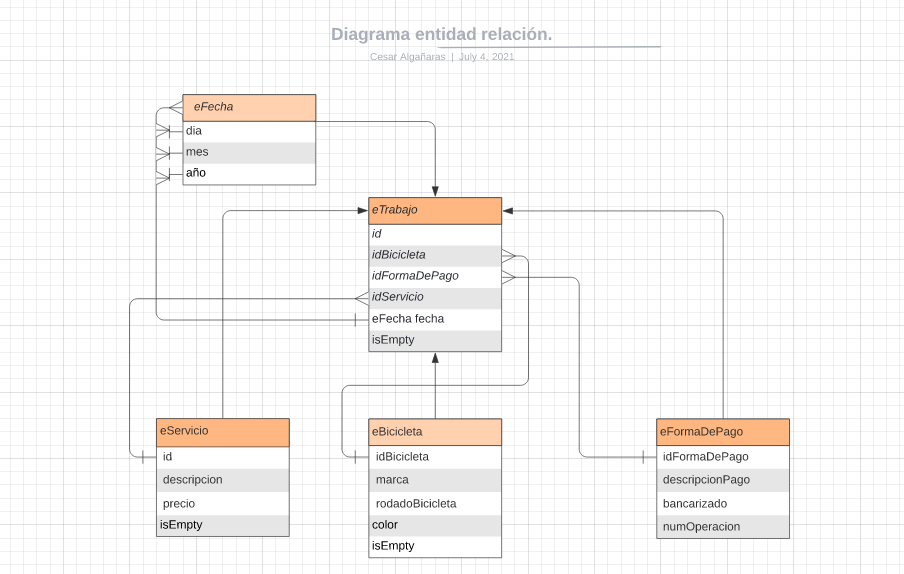 Diagrama entidad relación.
Cesar Algañaras | July 4, 2021
eFecha
dia
mes
año
eTrabajo
id
idBicicleta
idFormaDePago
idServicio
eFecha fecha
isEmpty
eServicio
id
descripcion
precio
isEmpty
eBicicleta
idBicicleta
marca
rodadoBicicleta
color
isEmpty
eFormaDePago
idFormaDePago
descripcionPago
bancarizado
numOperacion